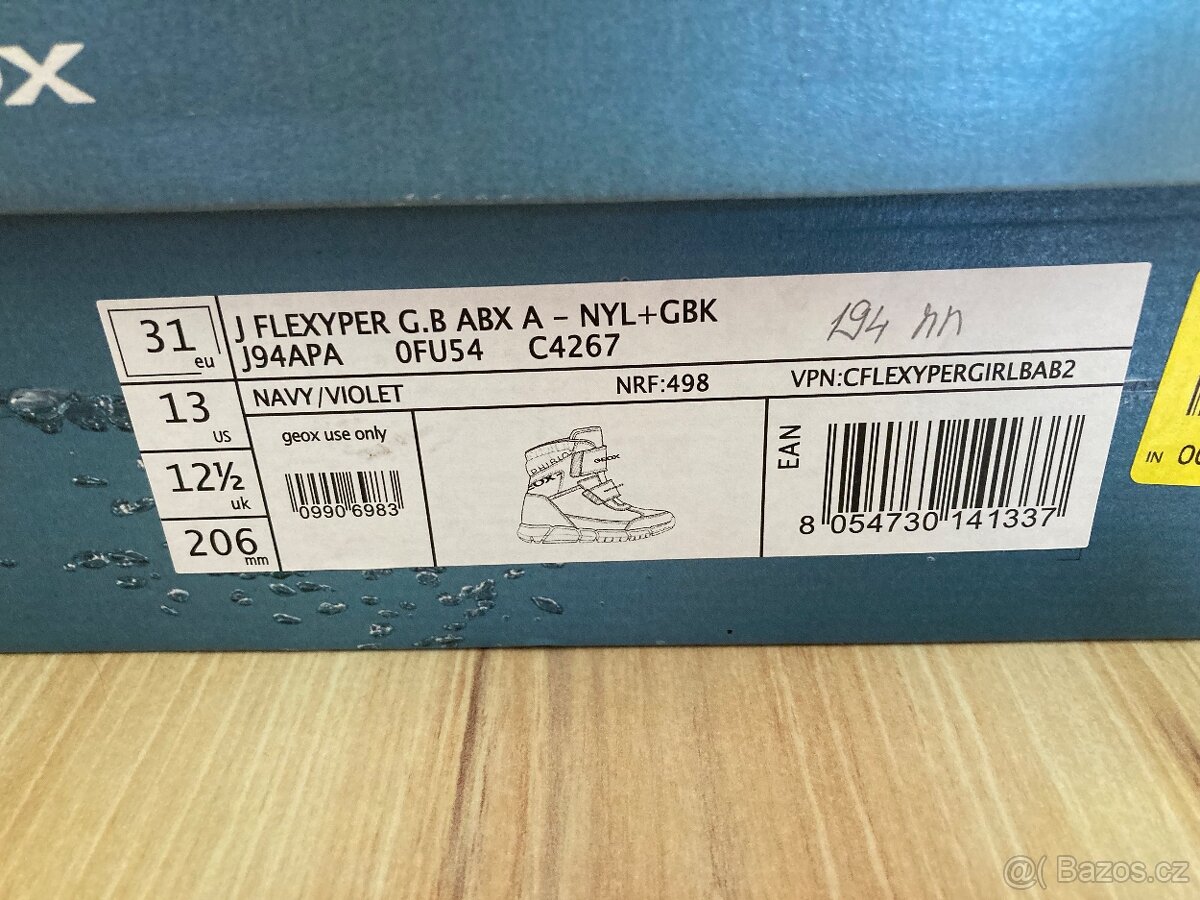 ox
31 eu
J FLEXYPER G.B ABX A - NYL+GBK
194 mm
J94APA 0FU54 C4267
13 US
NAVY/VIOLET NRF:498 VPN:CFLEXYPERGIRLBAB2
geox use only
EAN
GEOX
12½ uk
0990 6983
8 054730 141337
206 mm
IN
@( Bazos.cz